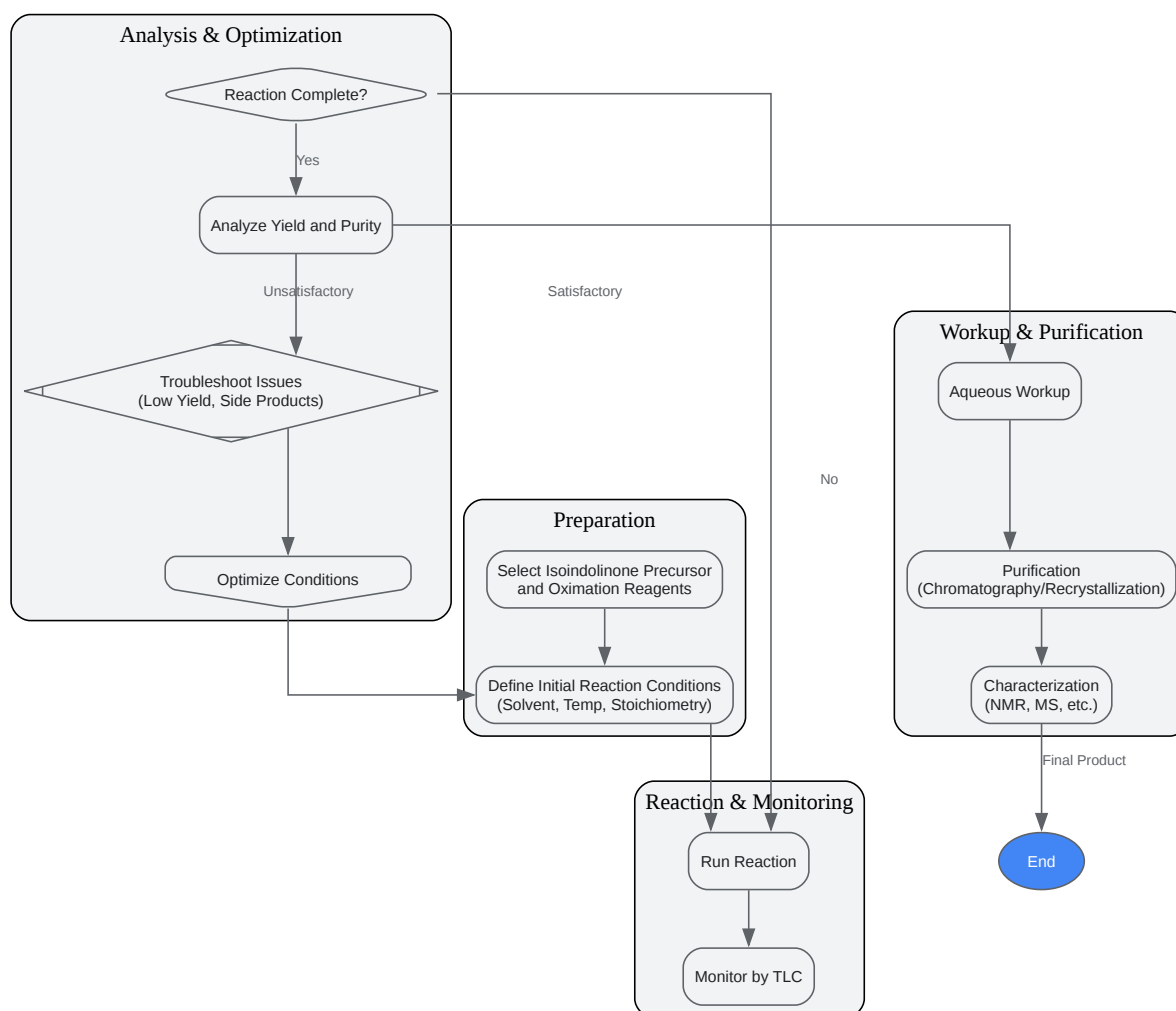 Analysis & Optimization
Reaction Complete?
Yes
Analyze Yield and Purity
Unsatisfactory
Satisfactory
Troubleshoot Issues
(Low Yield, Side Products)
Optimize Conditions
No
Preparation
Select Isoindolinone Precursor
and Oximation Reagents
Define Initial Reaction Conditions
(Solvent, Temp, Stoichiometry)
Reaction & Monitoring
Run Reaction
Monitor by TLC
Workup & Purification
Aqueous Workup
Purification
(Chromatography/Recrystallization)
Characterization
(NMR, MS, etc.)
Final Product
End